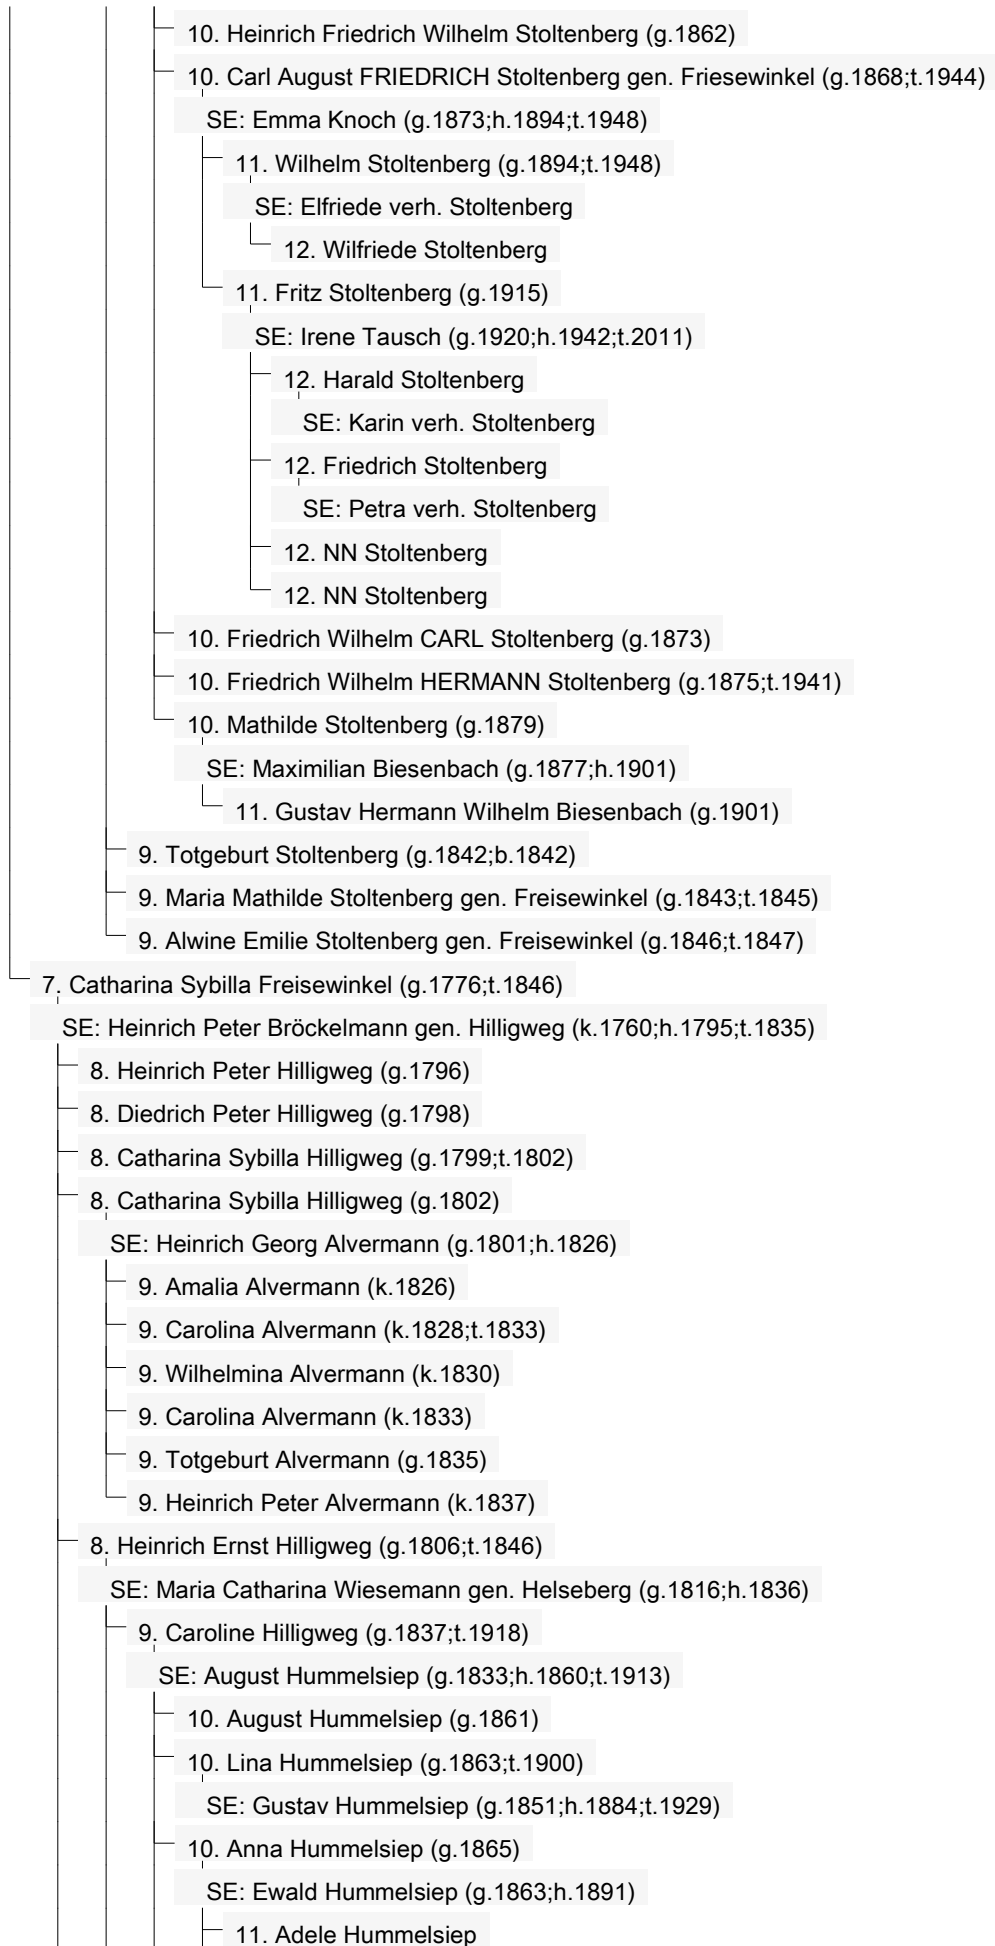 10. Heinrich Friedrich Wilhelm Stoltenberg (g.1862)
10. Carl August FRIEDRICH Stoltenberg gen. Friesewinkel (g.1868;t.1944)
SE: Emma Knoch (g.1873;h.1894;t.1948)
11. Wilhelm Stoltenberg (g.1894;t.1948)
SE: Elfriede verh. Stoltenberg
12. Wilfriede Stoltenberg
11. Fritz Stoltenberg (g.1915)
SE: Irene Tausch (g.1920;h.1942;t.2011)
12. Harald Stoltenberg
SE: Karin verh. Stoltenberg
12. Friedrich Stoltenberg
SE: Petra verh. Stoltenberg
12. NN Stoltenberg
12. NN Stoltenberg
10. Friedrich Wilhelm CARL Stoltenberg (g.1873)
10. Friedrich Wilhelm HERMANN Stoltenberg (g.1875;t.1941)
10. Mathilde Stoltenberg (g.1879)
SE: Maximilian Biesenbach (g.1877;h.1901)
11. Gustav Hermann Wilhelm Biesenbach (g.1901)
9. Totgeburt Stoltenberg (g.1842;b.1842)
9. Maria Mathilde Stoltenberg gen. Freisewinkel (g.1843;t.1845)
9. Alwine Emilie Stoltenberg gen. Freisewinkel (g.1846;t.1847)
7. Catharina Sybilla Freisewinkel (g.1776;t.1846)
SE: Heinrich Peter Bröckelmann gen. Hilligweg (k.1760;h.1795;t.1835)
8. Heinrich Peter Hilligweg (g.1796)
8. Diedrich Peter Hilligweg (g.1798)
8. Catharina Sybilla Hilligweg (g.1799;t.1802)
8. Catharina Sybilla Hilligweg (g.1802)
SE: Heinrich Georg Alvermann (g.1801;h.1826)
9. Amalia Alvermann (k.1826)
9. Carolina Alvermann (k.1828;t.1833)
9. Wilhelmina Alvermann (k.1830)
9. Carolina Alvermann (k.1833)
9. Totgeburt Alvermann (g.1835)
9. Heinrich Peter Alvermann (k.1837)
8. Heinrich Ernst Hilligweg (g.1806;t.1846)
SE: Maria Catharina Wiesemann gen. Helseberg (g.1816;h.1836)
9. Caroline Hilligweg (g.1837;t.1918)
SE: August Hummelsiep (g.1833;h.1860;t.1913)
10. August Hummelsiep (g.1861)
10. Lina Hummelsiep (g.1863;t.1900)
SE: Gustav Hummelsiep (g.1851;h.1884;t.1929)
10. Anna Hummelsiep (g.1865)
SE: Ewald Hummelsiep (g.1863;h.1891)
11. Adele Hummelsiep